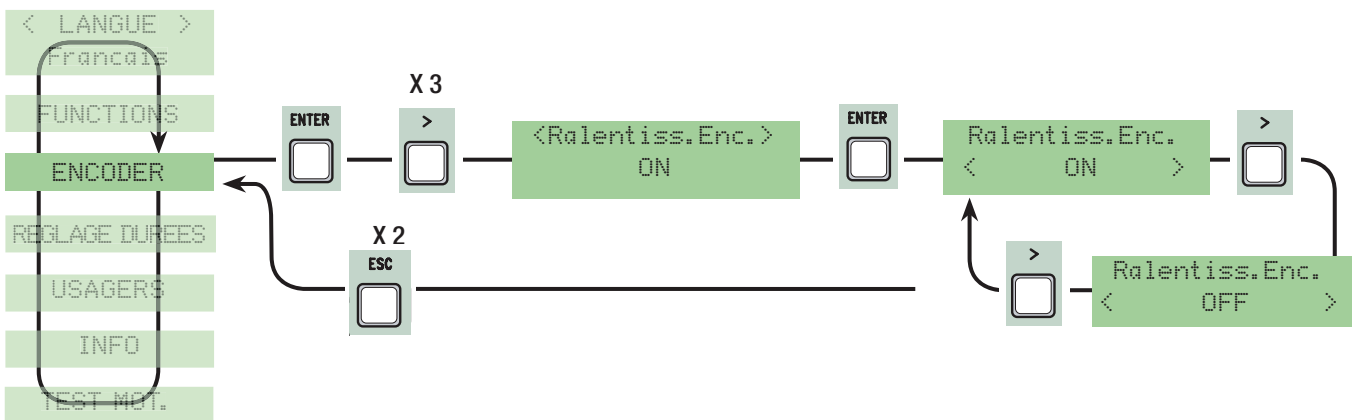 < LANGUE >
Francais
FUNCTIONS
ENCODER
REGLAGE DUREES
USAGERS
INFO
TEST MOT.
ENTER
X 3
>
<Ralentiss.Enc.>
ON
ENTER
Ralentiss.Enc.
< ON >
>
X 2
ESC
>
Ralentiss.Enc.
< OFF >